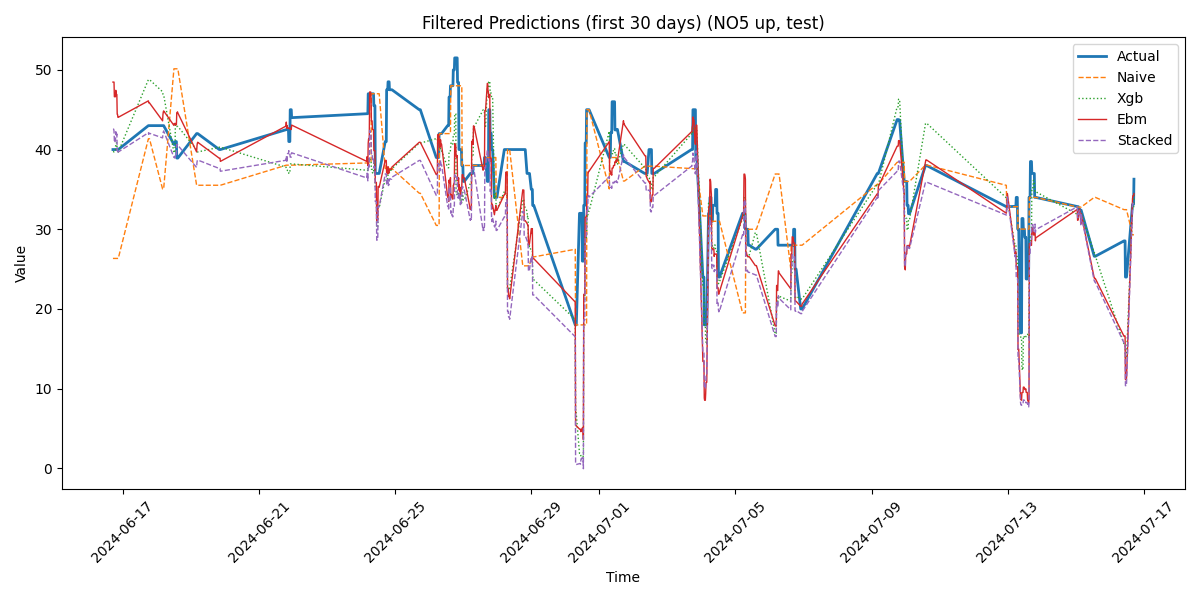 Filtered Predictions (first 30 days) (NO5 up, test)
Value
50
40
30
20
10
0
Actual
Naive
Xgb
Ebm
Stacked
2024-06-17
2024-06-21
2024-06-25
2024-06-29
2024-07-01
2024-07-05
2024-07-09
2024-07-13
2024-07-17
Time